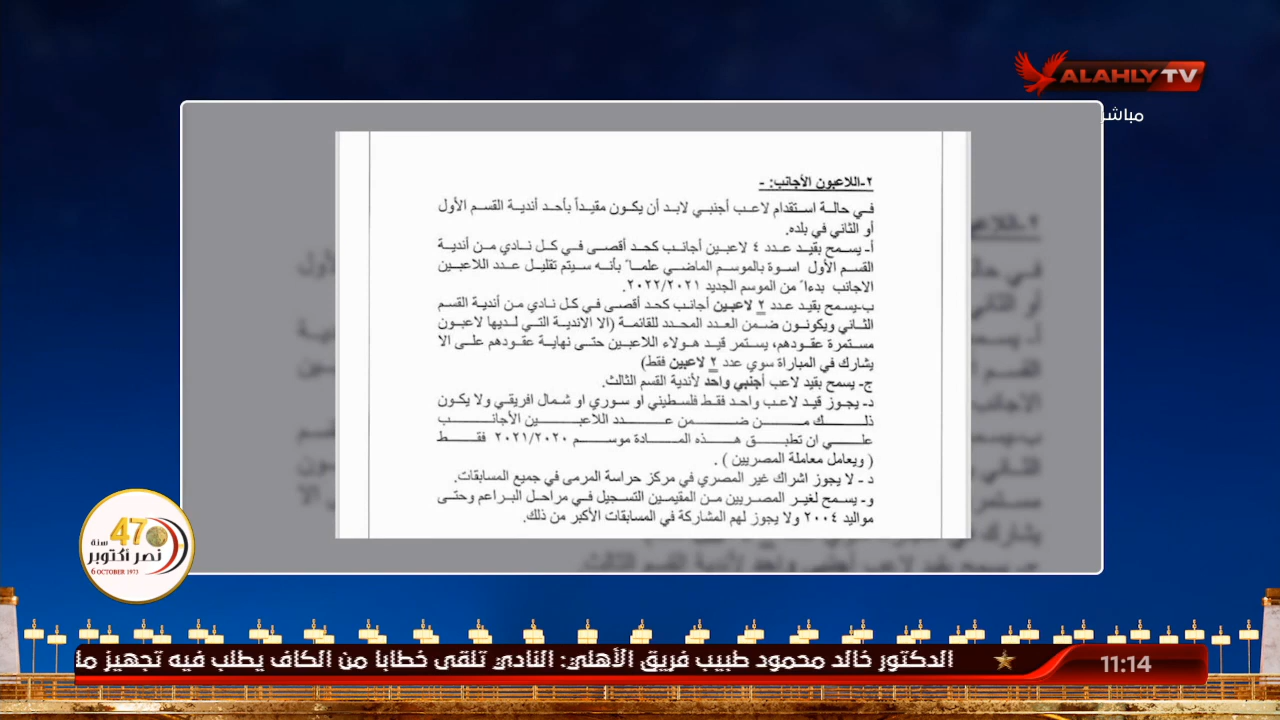 ALAHLY TV
مباشر
٢-اللاعبون الأجانب: -
في حالة استقدام لاعب أجنبي لابد أن يكون مقيداً بأحد أندية القسم الأول
أو الثاني في بلده.
أ- يسمح بقيد عدد ٤ لاعبين أجانب كحد أقصى في كل نادي من أندية
القسم الأول اسوة بالموسم الماضي علماً بأنه سيتم تقليل عدد اللاعبين
الاجانب بدءاً من الموسم الجديد ٢٠٢٢/٢٠٢١.
ب-يسمح بقيد عدد ٢ لاعبين أجانب كحد أقصى في كل نادي من أندية القسم
الثاني ويكونون ضمن العدد المحدد للقائمة (الا الاندية التي لديها لاعبون
مستمرة عقودهم، يستمر قيد هولاء اللاعبين حتى نهاية عقودهم على الا
يشارك في المباراة سوي عدد ٢ لاعبين فقط)
ج- يسمح بقيد لاعب أجنبي واحد لأندية القسم الثالث.
د- يجوز قيد لاعب واحد فقط فلسطيني او سوري او شمال افريقي ولا يكون
ذلك من ضمن عدد اللاعبين الأجانب
على ان تطبق هذه المادة موسم ٢٠٢١/٢٠٢٠ فقط
( ويعامل معاملة المصريين ) .
د - لا يجوز اشراك غير المصري في مركز حراسة المرمى في جميع المسابقات.
و- يسمح لغير المصريين من المقيمين التسجيل في مراحل البراعم وحتى
مواليد ٢٠٠٤ ولا يجوز لهم المشاركة في المسابقات الأكبر من ذلك.
47 سنة
نصر أكتوبر
6 OCTOBER 1973
الدكتور خالد محمود طبيب فريق الأهلي: النادي تلقى خطابا من الكاف يطلب فيه تجهيز ما
11:14